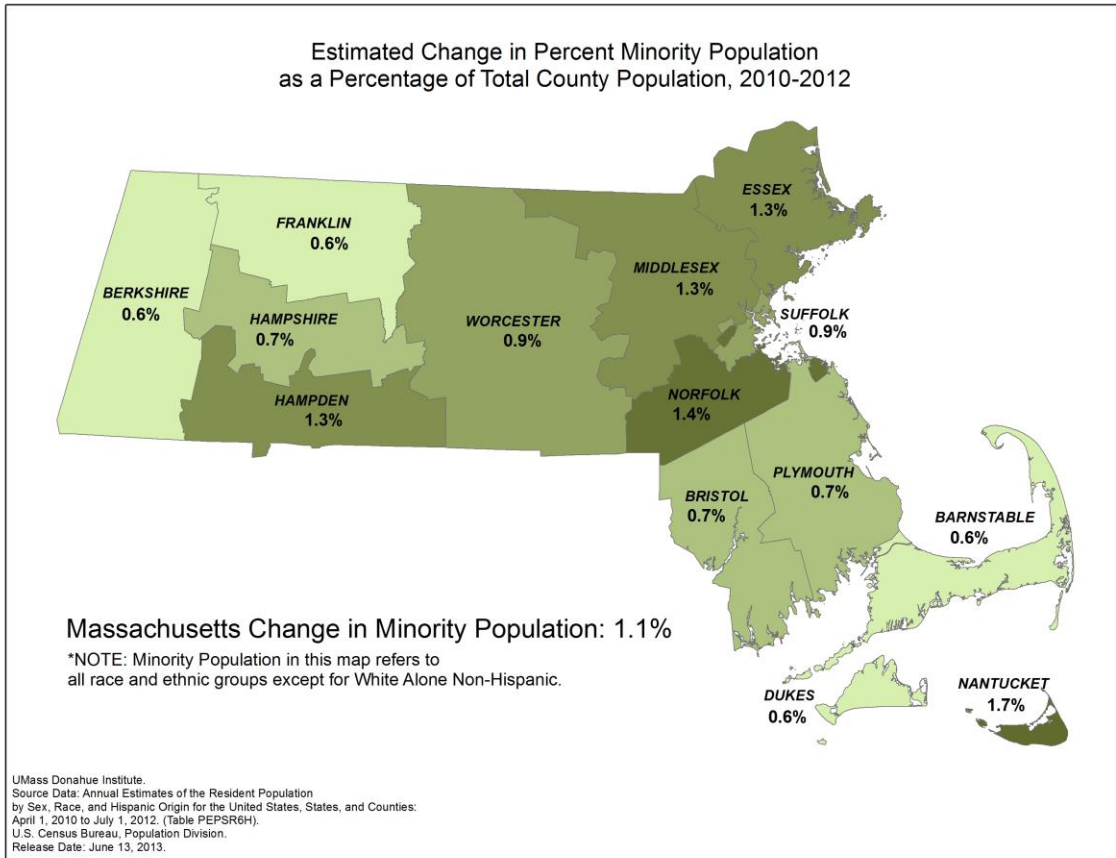 Estimated Change in Percent Minority Population
as a Percentage of Total County Population, 2010-2012
ESSEX
1.3%
FRANKLIN
0.6%
MIDDLESEX
1.3%
BERKSHIRE
0.6%
HAMPSHIRE
0.7%
WORCESTER
0.9%
SUFFOLK
0.9%
HAMPDEN
1.3%
NORFOLK
1.4%
PLYMOUTH
0.7%
BRISTOL
0.7%
BARNSTABLE
0.6%
Massachusetts Change in Minority Population: 1.1%
*NOTE: Minority Population in this map refers to
all race and ethnic groups except for White Alone Non-Hispanic.
DUKES
0.6%
NANTUCKET
1.7%
UMass Donahue Institute.
Source Data: Annual Estimates of the Resident Population
by Sex, Race, and Hispanic Origin for the United States, States, and Counties:
April 1, 2010 to July 1, 2012. (Table PEPSR6H).
U.S. Census Bureau, Population Division.
Release Date: June 13, 2013.